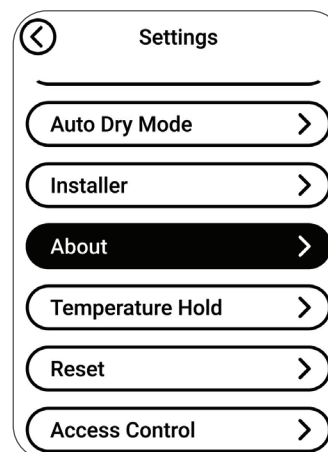 Settings
Auto Dry Mode
Installer
About
Temperature Hold
Reset
Access Control